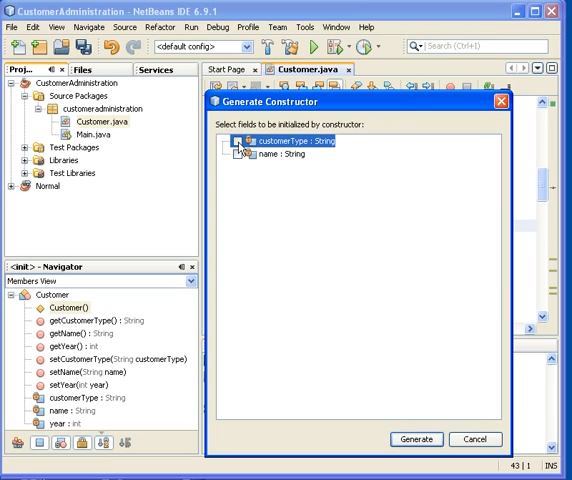 CustomerAdministration - NetBeans IDE 6.9.1
File Edit View Navigate Source Refactor Run Debug Profile Team Tools Window Help
<default config>
Search (Ctrl+I)
Proj...
Files
Services
Start Page
Customer.java
CustomerAdministration
Source Packages
customeradministration
Customer.java
Main.java
Test Packages
Libraries
Test Libraries
Normal
Generate Constructor
Select fields to be initialized by constructor:
customerType : String
name : String
Generate
Cancel
<init> - Navigator
Members View
Customer
Customer()
getCustomerType() : String
getName() : String
getYear() : int
setCustomerType(String customerType)
setName(String name)
setYear(int year)
customerType : String
name : String
year : int
43 | 1
INS